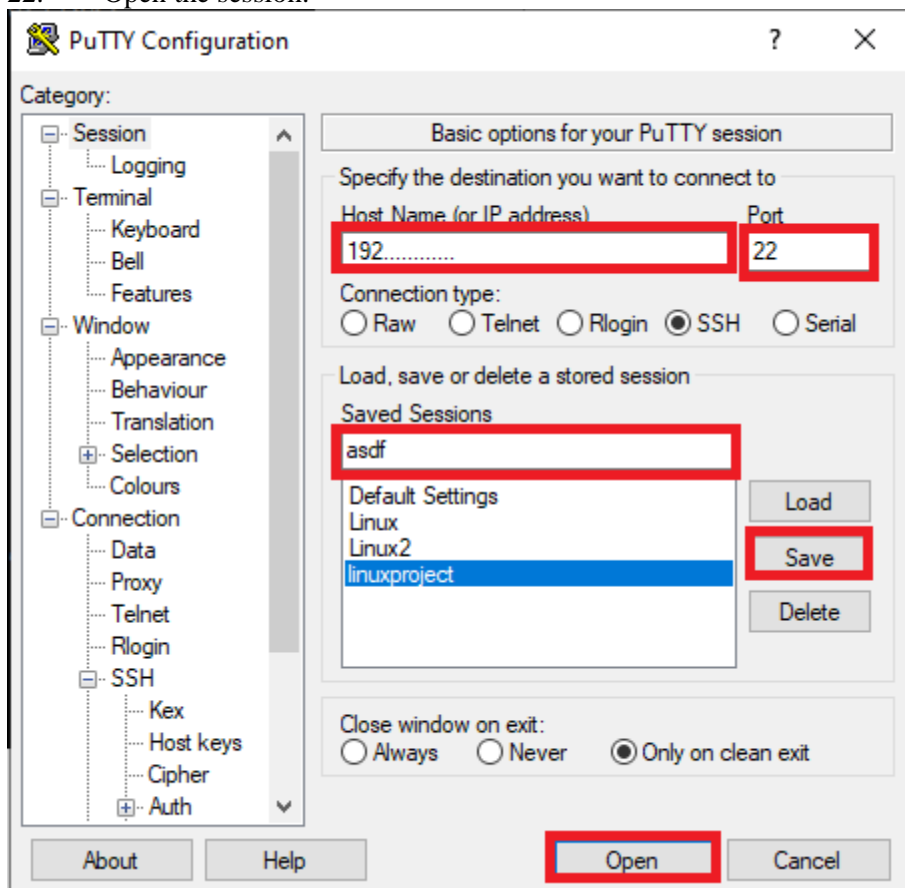 22. Open the session.
PuTTY Configuration ? ×
Category:
Session
Logging
Terminal
Keyboard
Bell
Features
Window
Appearance
Behaviour
Translation
Selection
Colours
Connection
Data
Proxy
Telnet
Rlogin
SSH
Kex
Host keys
Cipher
Auth
Basic options for your PuTTY session
Specify the destination you want to connect to
Host Name (or IP address) Port
192............ 22
Connection type:
Raw Telnet Rlogin SSH Serial
Load, save or delete a stored session
Saved Sessions
asdf
Default Settings
Linux
Linux2
linuxproject
Load
Save
Delete
Close window on exit:
Always Never Only on clean exit
About Help Open Cancel